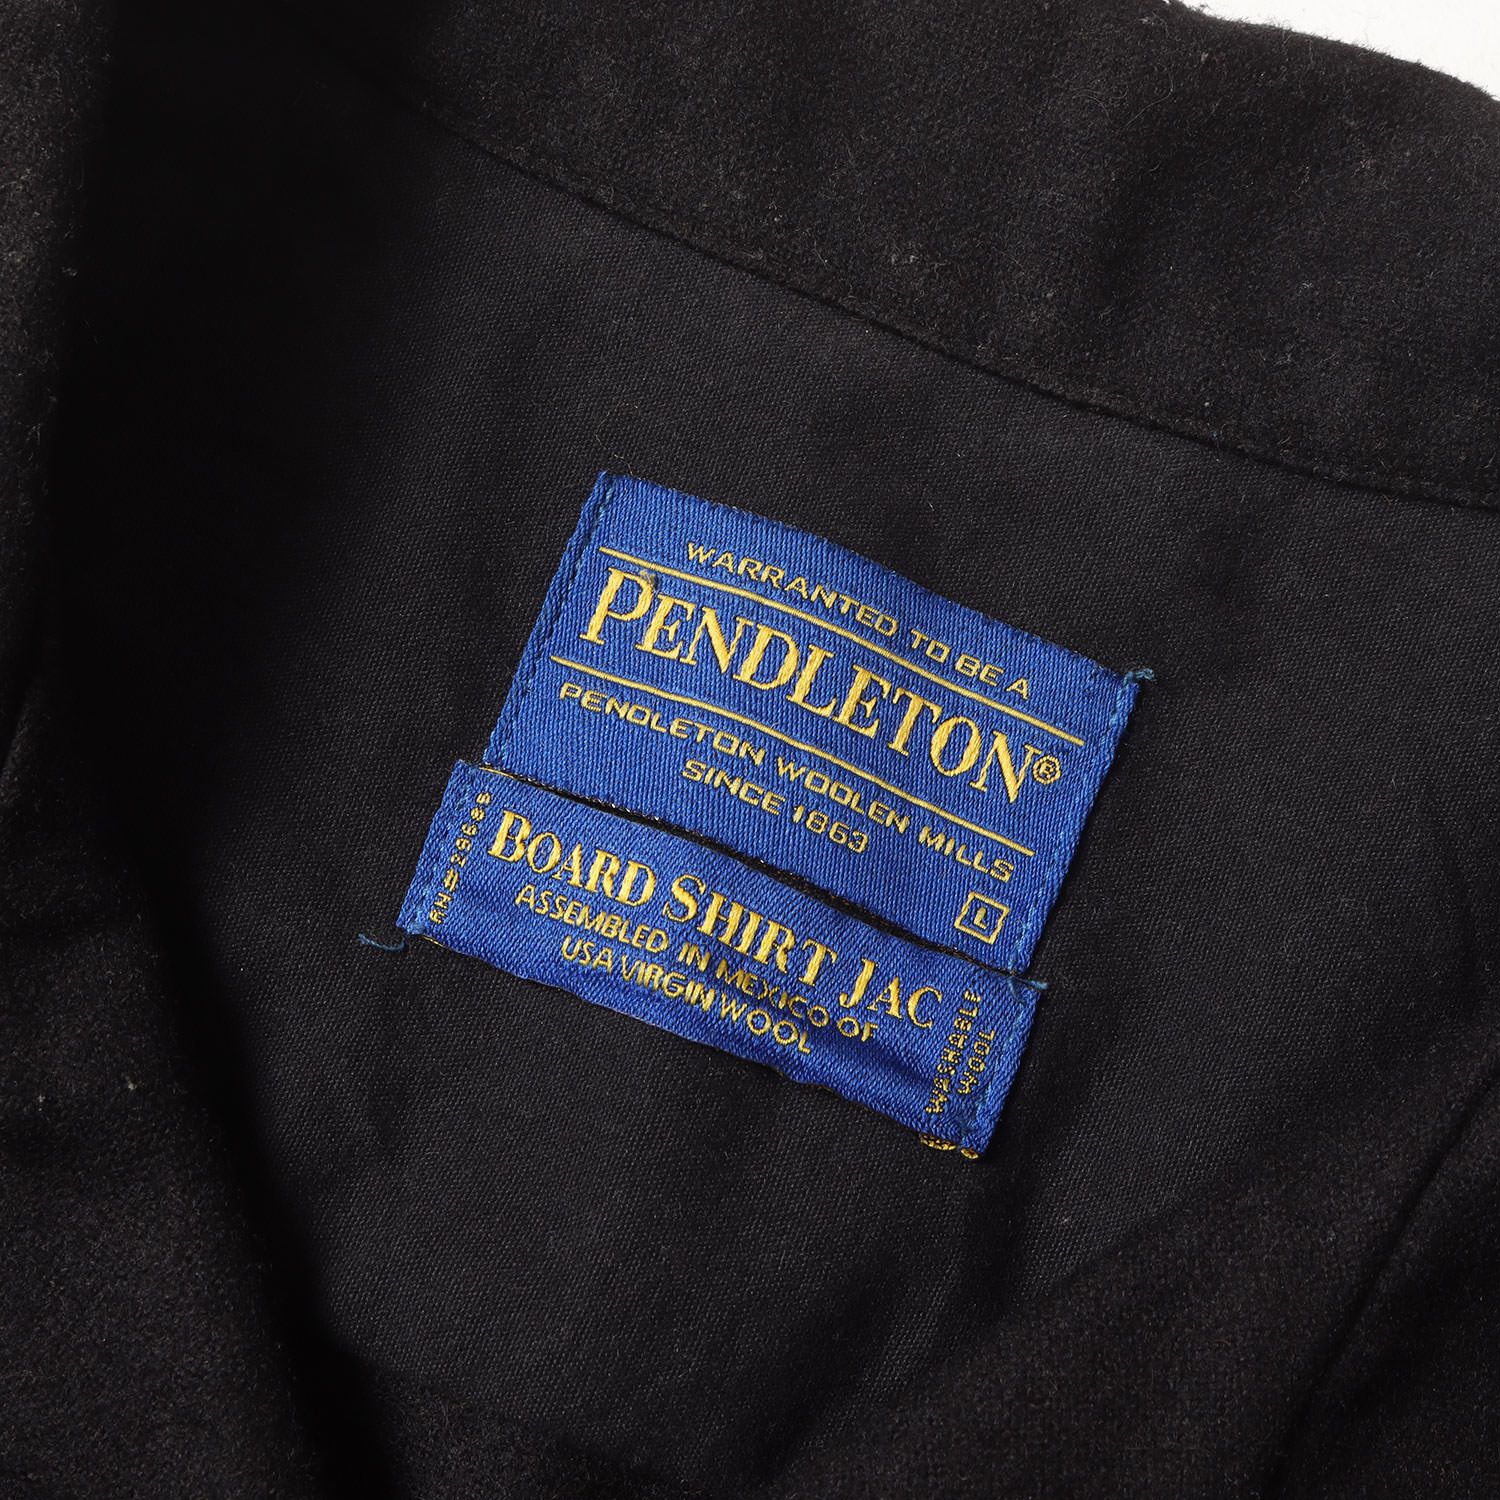 WARRANTED TO BE A
PENDLETON®
PENDLETON WOOLEN MILLS
SINCE 1863
L
BOARD SHIRT JAC
ASSEMBLED IN MEXICO OF
USA VIRGIN WOOL
WASHABLE
WOOL